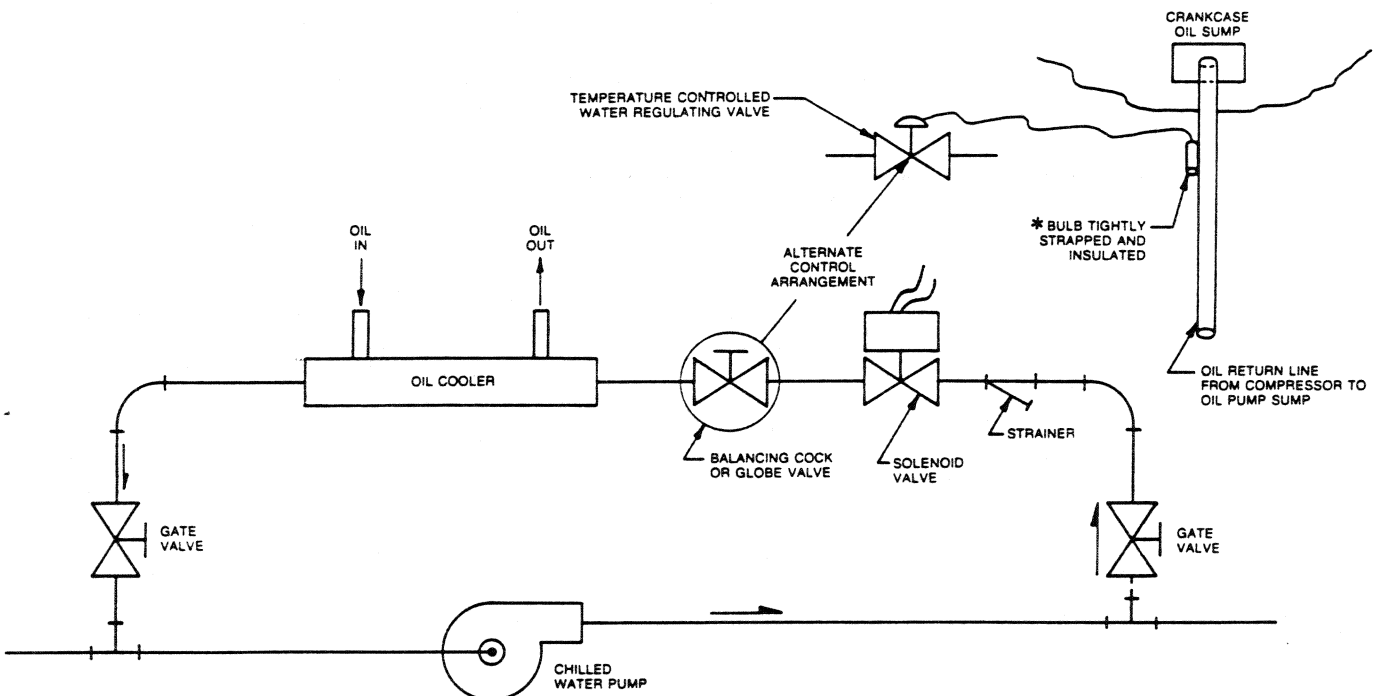 CRANKCASE
OIL SUMP
TEMPERATURE CONTROLLED
WATER REGULATING VALVE
* BULB TIGHTLY
STRAPPED AND
INSULATED
OIL
IN
OIL
OUT
ALTERNATE
CONTROL
ARRANGEMENT
OIL COOLER
OIL RETURN LINE
FROM COMPRESSOR TO
OIL PUMP SUMP
STRAINER
BALANCING COCK
OR GLOBE VALVE
SOLENOID
VALVE
GATE
VALVE
GATE
VALVE
CHILLED
WATER PUMP